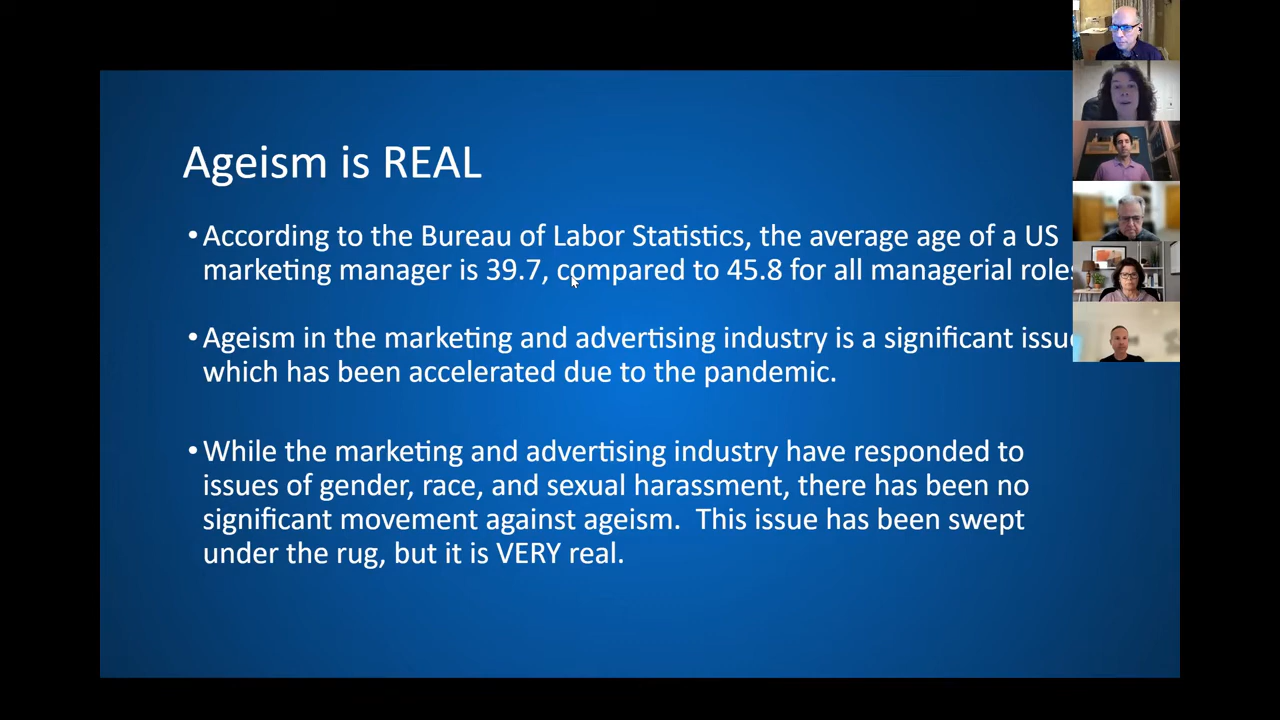 Ageism is REAL
•According to the Bureau of Labor Statistics, the average age of a US
marketing manager is 39.7, compared to 45.8 for all managerial roles
•Ageism in the marketing and advertising industry is a significant issu
which has been accelerated due to the pandemic.
•While the marketing and advertising industry have responded to
issues of gender, race, and sexual harassment, there has been no
significant movement against ageism.  This issue has been swept
under the rug, but it is VERY real.